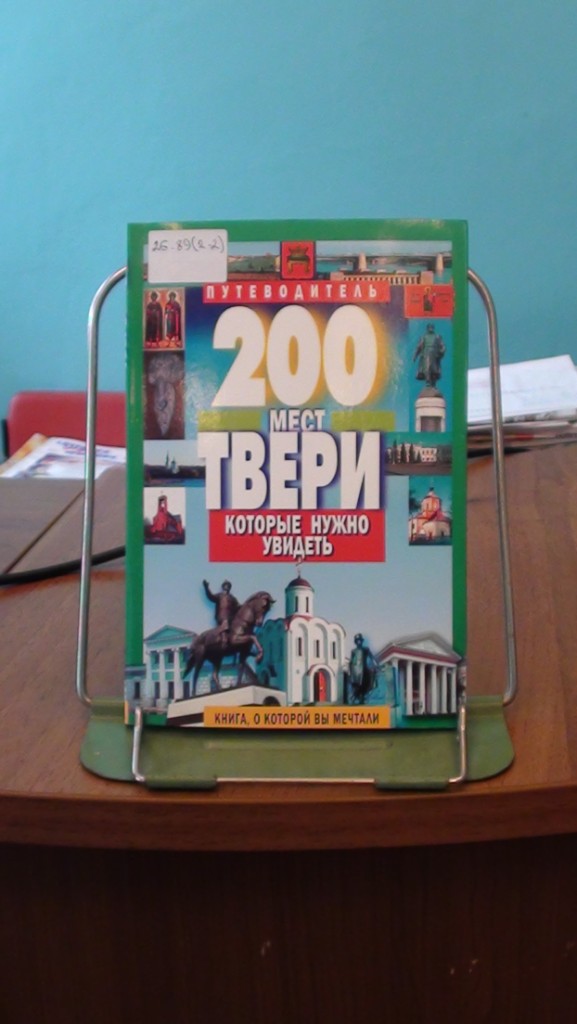 26.89(2-2)
ПУТЕВОДИТЕЛЬ
200
МЕСТ
ТВЕРИ
КОТОРЫЕ НУЖНО
УВИДЕТЬ
КНИГА, О КОТОРОЙ ВЫ МЕЧТАЛИ